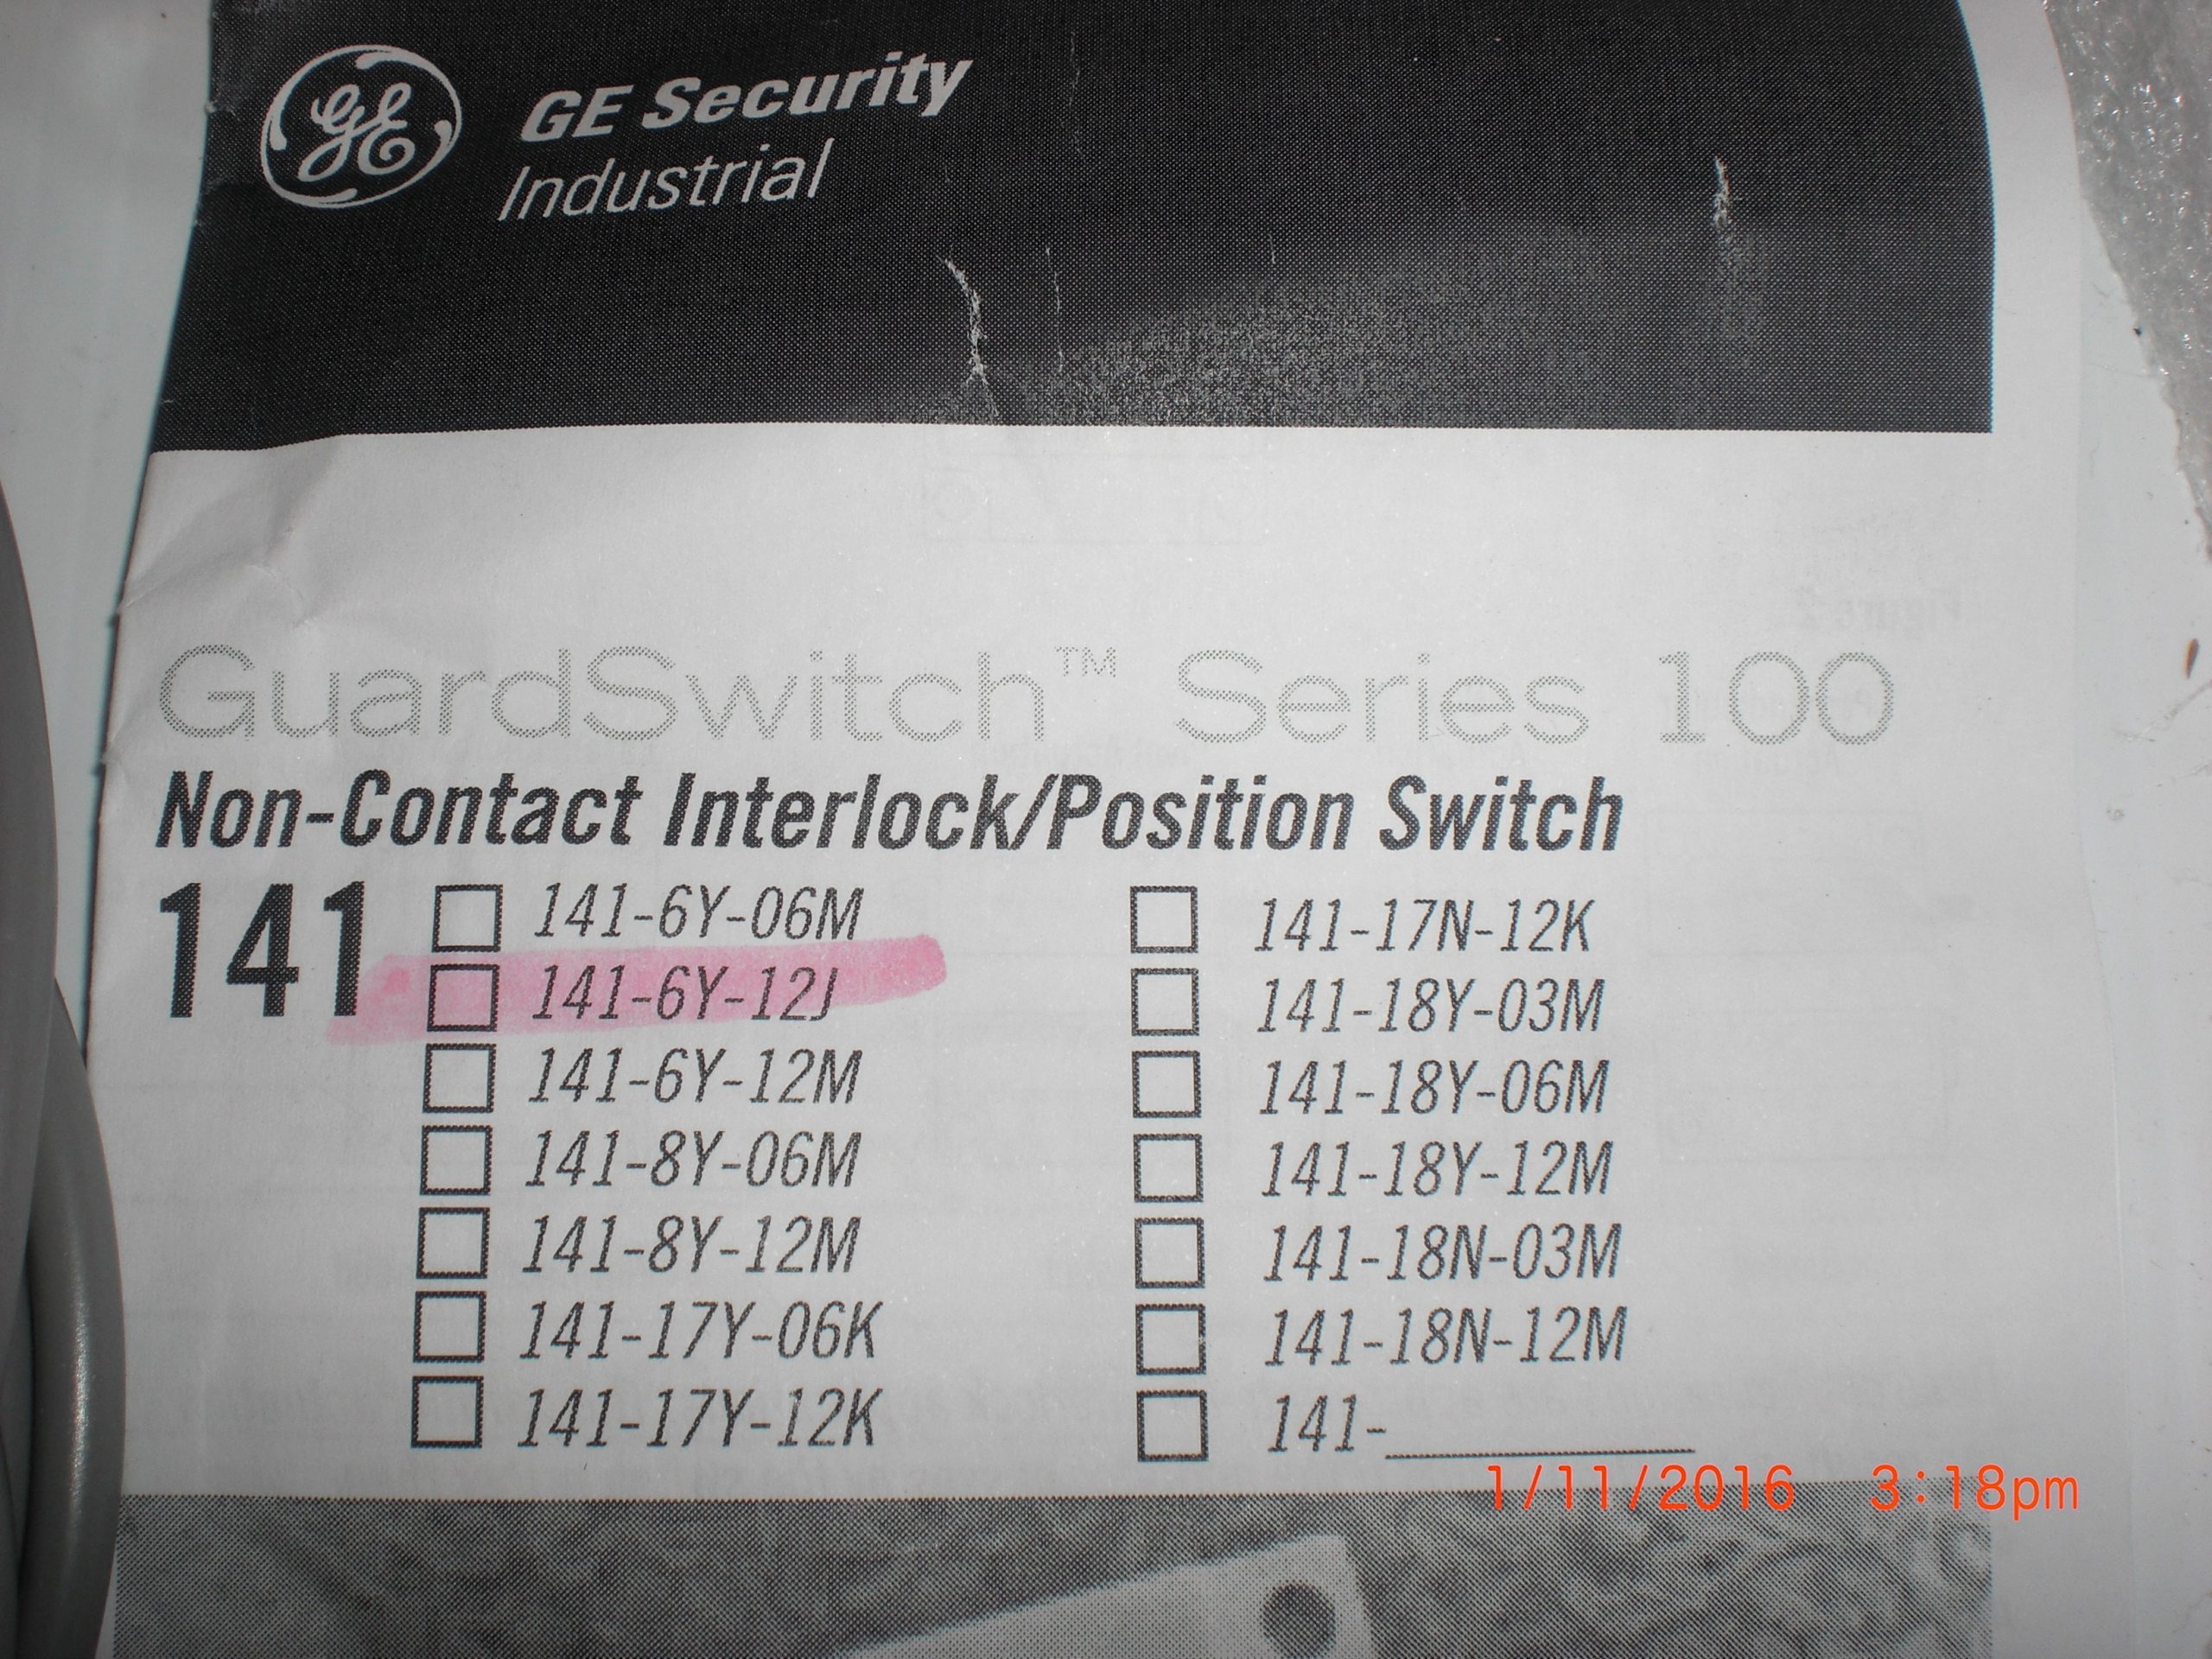 GE
GE Security
Industrial
GuardSwitch™ Series 100
Non-Contact Interlock/Position Switch
141
141-6Y-06M
141-6Y-12J
141-6Y-12M
141-8Y-06M
141-8Y-12M
141-17Y-06K
141-17Y-12K
141-17N-12K
141-18Y-03M
141-18Y-06M
141-18Y-12M
141-18N-03M
141-18N-12M
141-__________
1/11/2016 3:18pm